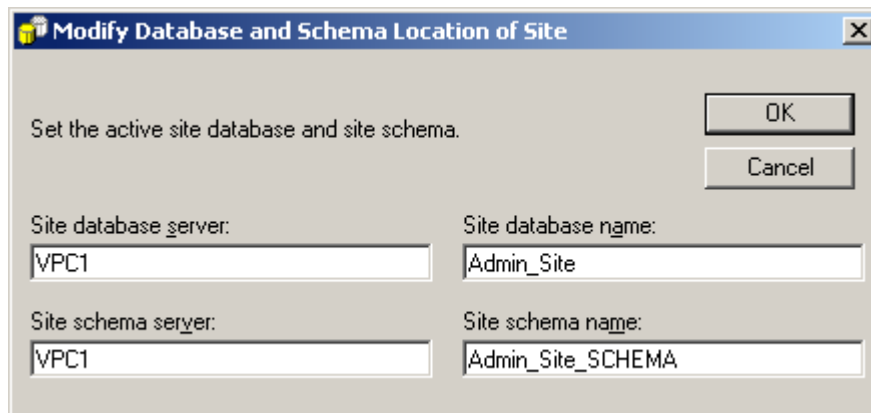 Modify Database and Schema Location of Site
Set the active site database and site schema.
OK
Cancel
Site database server:
Site database name:
VPC1
Admin_Site
Site schema server:
Site schema name:
VPC1
Admin_Site_SCHEMA